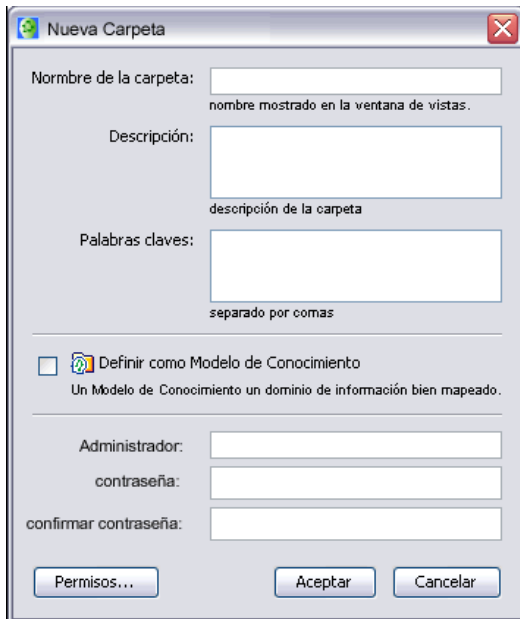 Nueva Carpeta
Normbre de la carpeta:
nombre mostrado en la ventana de vistas.
Descripción:
descripción de la carpeta
Palabras claves:
separado por comas
Definir como Modelo de Conocimiento
Un Modelo de Conocimiento un dominio de información bien mapeado.
Administrador:
contraseña:
confirmar contraseña:
Permisos...
Aceptar
Cancelar